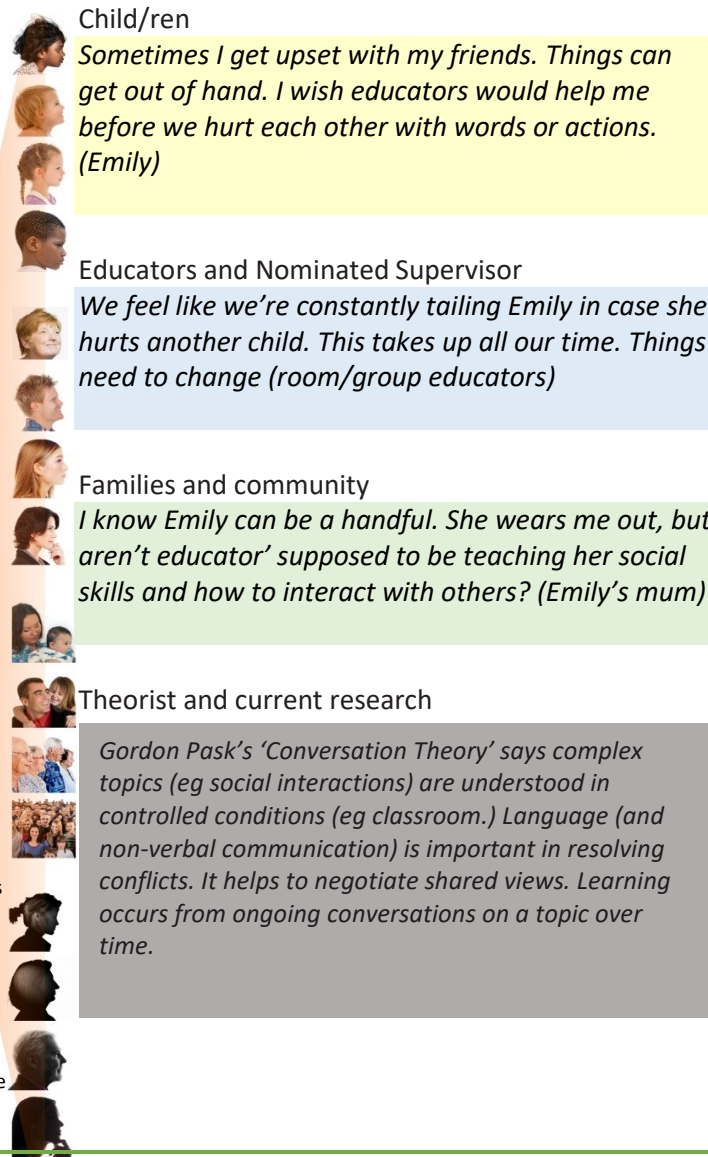 Child/ren
Sometimes I get upset with my friends. Things can
get out of hand. I wish educators would help me
before we hurt each other with words or actions.
(Emily)
Educators and Nominated Supervisor
We feel like we're constantly tailing Emily in case she
hurts another child. This takes up all our time. Things
need to change (room/group educators)
Families and community
I know Emily can be a handful. She wears me out, but
aren't educator' supposed to be teaching her social
skills and how to interact with others? (Emily's mum)
Theorist and current research
Gordon Pask's 'Conversation Theory' says complex
topics (eg social interactions) are understood in
controlled conditions (eg classroom.) Language (and
non-verbal communication) is important in resolving
conflicts. It helps to negotiate shared views. Learning
occurs from ongoing conversations on a topic over
time.